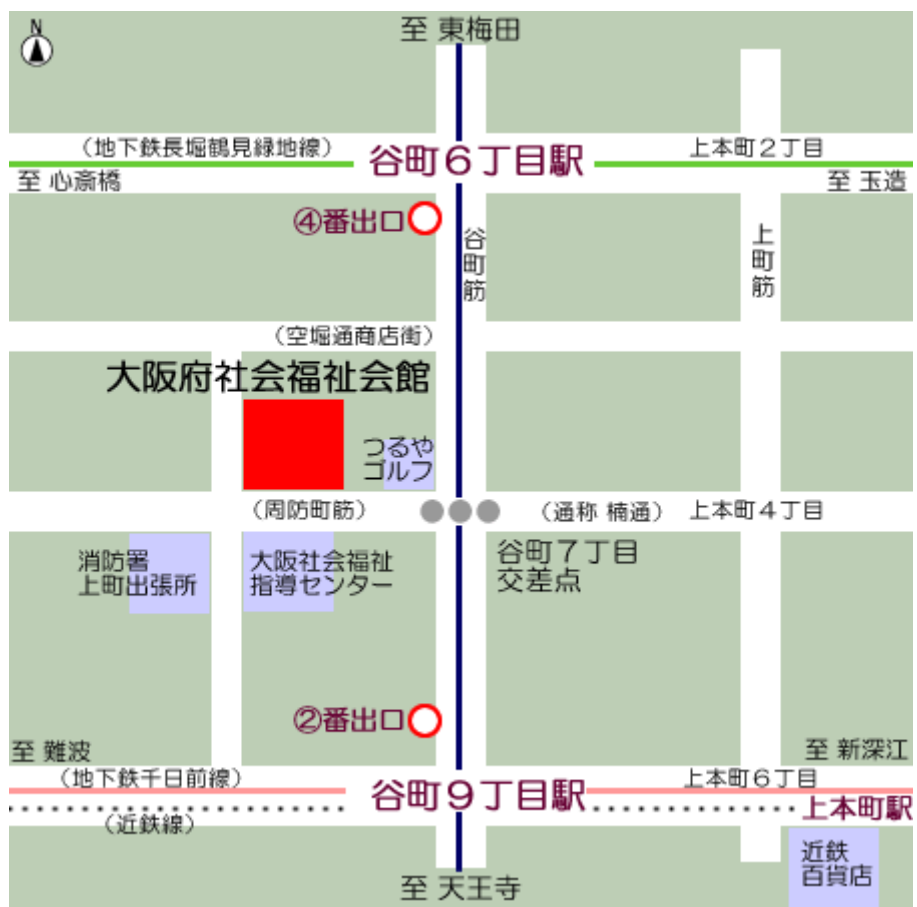 N
至 東梅田
（地下鉄長堀鶴見緑地線）
谷町６丁目駅
上本町２丁目
至 心斎橋
至 玉造
④番出口
谷町筋
上町筋
（空堀通商店街）
大阪府社会福祉会館
つるや
ゴルフ
（周防町筋）
（通称 楠通）
上本町４丁目
消防署
上町出張所
大阪社会福祉
指導センター
谷町７丁目
交差点
②番出口
至 難波
至 新深江
（地下鉄千日前線）
谷町９丁目駅
上本町６丁目
（近鉄線）
上本町駅
近鉄
百貨店
至 天王寺